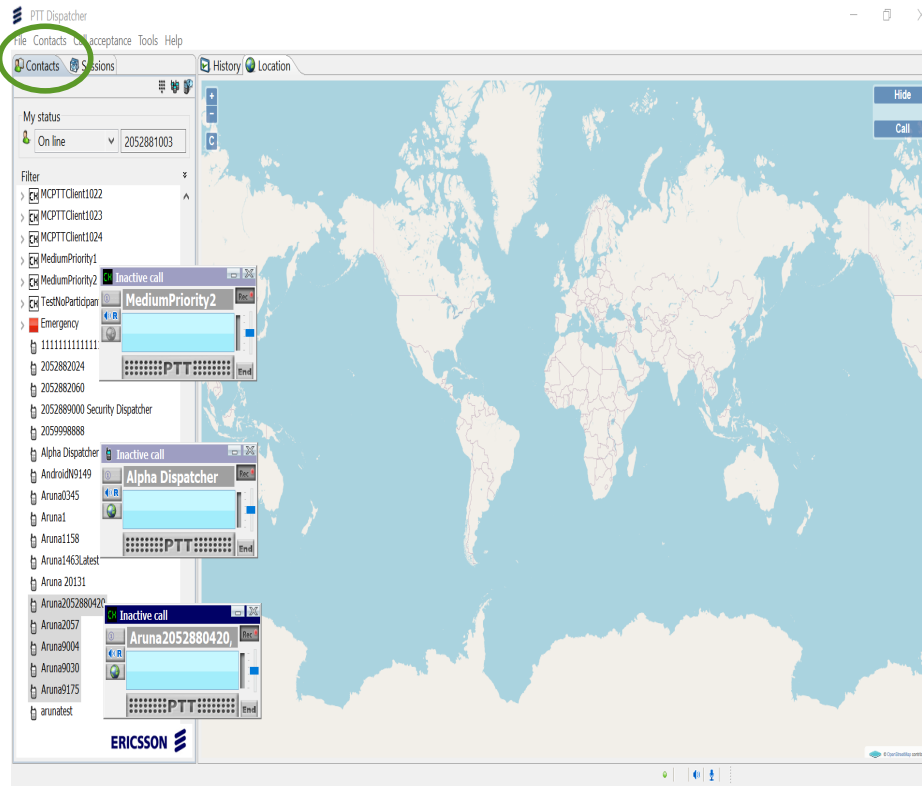 PTT Dispatcher
File Contacts Call acceptance Tools Help
Contacts Sessions
History Location
My status
On line 2052881003
Filter
MCPTTClient1022
MCPTTClient1023
MCPTTClient1024
MediumPriority1
MediumPriority2
TestNoParticipan
Emergency
2052882024
2052882060
2052889000 Security Dispatcher
2059998888
Alpha Dispatcher
AndroidN9149
Aruna0345
Aruna1
Aruna1158
Aruna1463Latest
Aruna 20131
Aruna2052880420
Aruna2057
Aruna9004
Aruna9030
Aruna9175
arunatest
ERICSSON
CH Inactive call
MediumPriority2
Rec
R
PTT
End
Inactive call
Alpha Dispatcher
Rec
R
PTT
End
CH Inactive call
Aruna2052880420,
Rec
R
PTT
End
+
-
C
Hide
Call